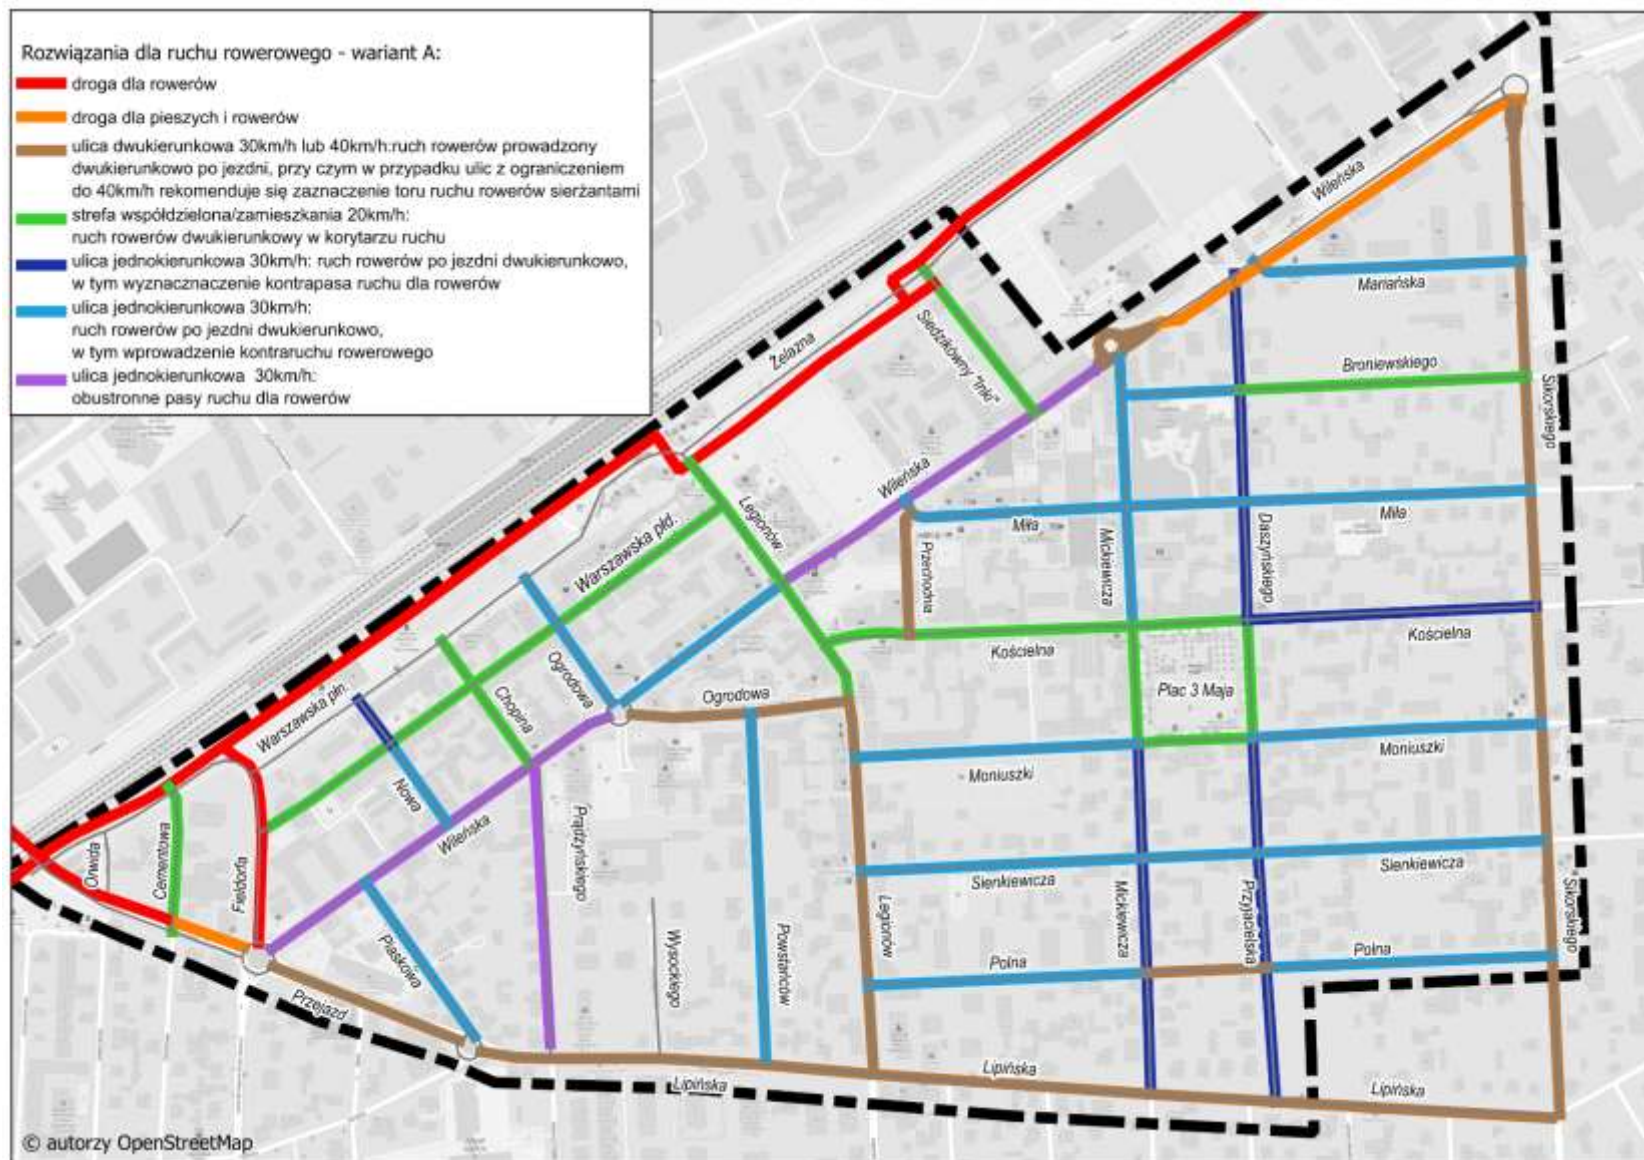 Rozwiązania dla ruchu rowerowego - wariant A:
droga dla rowerów
droga dla pieszych i rowerów
ulica dwukierunkowa 30km/h lub 40km/h:ruch rowerów prowadzony
dwukierunkowo po jezdni, przy czym w przypadku ulic z ograniczeniem
do 40km/h rekomenduje się zaznaczenie toru ruchu rowerów sierżantami
strefa współdzielona/zamieszkania 20km/h:
ruch rowerów dwukierunkowy w korytarzu ruchu
ulica jednokierunkowa 30km/h: ruch rowerów po jezdni dwukierunkowo,
w tym wyznacznaczenie kontrapasa ruchu dla rowerów
ulica jednokierunkowa 30km/h:
ruch rowerów po jezdni dwukierunkowo,
w tym wprowadzenie kontraruchu rowerowego
ulica jednokierunkowa 30km/h:
obustronne pasy ruchu dla rowerów
Wileńska
Mariańska
Żelazna
Siedzikówny "Inki"
Broniewskiego
Sikorskiego
Wileńska
Legionów
Warszawska płd.
Miła
Miła
Przechodnia
Mickiewicza
Daszyńskiego
Kościelna
Kościelna
Ogrodowa
Ogrodowa
Plac 3 Maja
Chopina
Warszawska płn.
Moniuszki
Moniuszki
Nowa
Wileńska
Prądzyńskiego
Cementowa
Orwida
Fieldorfa
Sienkiewicza
Sienkiewicza
Legionów
Mickiewicza
Przyjacielska
Sikorskiego
Piaskowa
Wysockiego
Powstańców
Polna
Polna
Przejazd
Lipińska
Lipińska
Lipińska
© autorzy OpenStreetMap